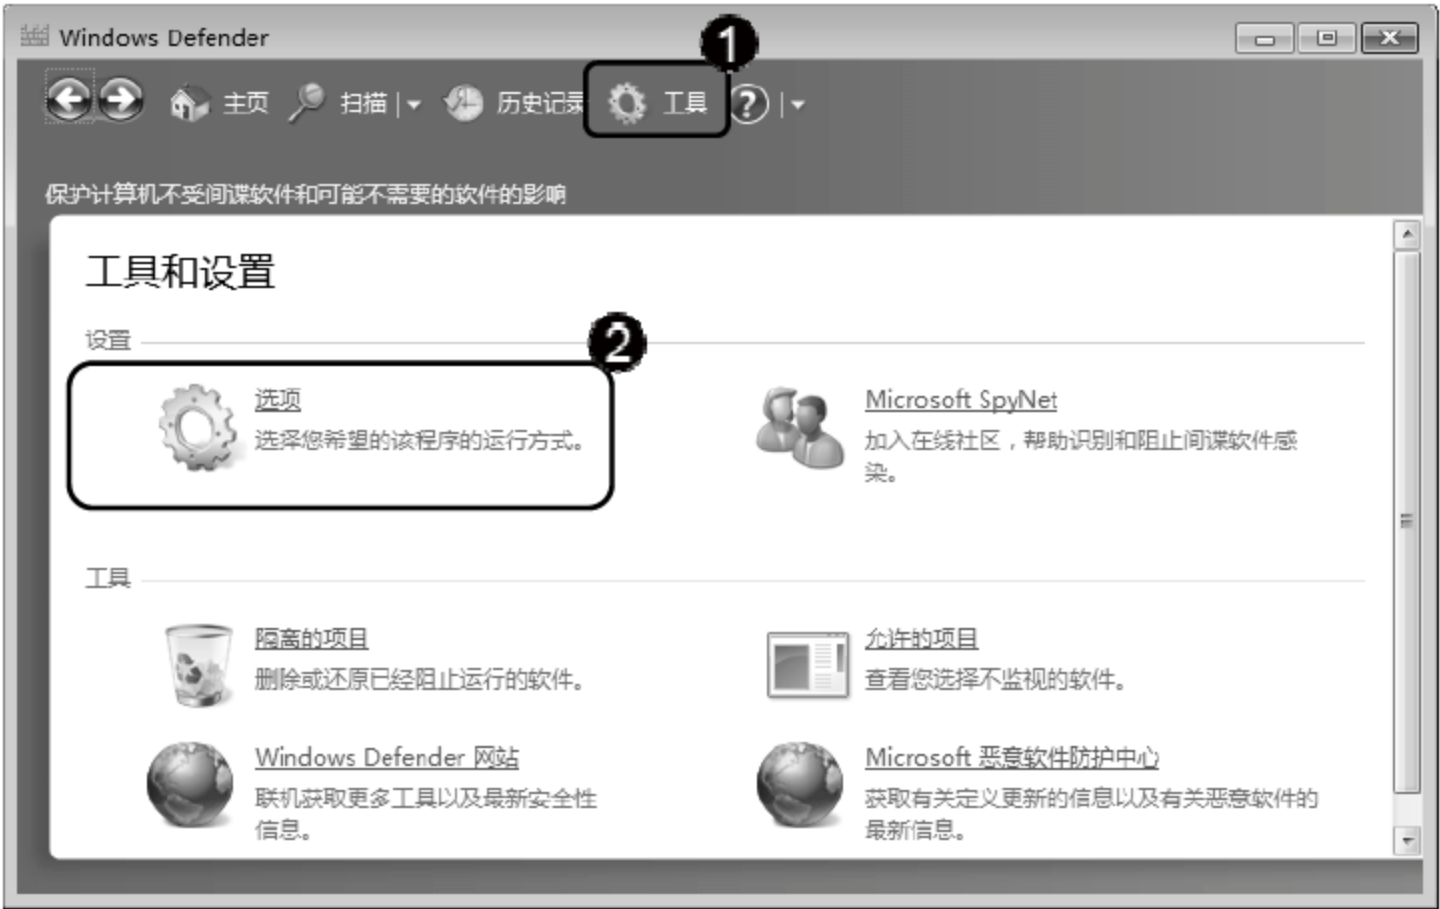 Windows Defender
1
主页 扫描 历史记录 工具 ?
保护计算机不受间谍软件和可能不需要的软件的影响
工具和设置
设置
2
选项
选择您希望的该程序的运行方式。
Microsoft SpyNet
加入在线社区，帮助识别和阻止间谍软件感
染。
工具
隔离的项目
删除或还原已经阻止运行的软件。
允许的项目
查看您选择不监视的软件。
Windows Defender 网站
联机获取更多工具以及最新安全性
信息。
Microsoft 恶意软件防护中心
获取有关定义更新的信息以及有关恶意软件的
最新信息。